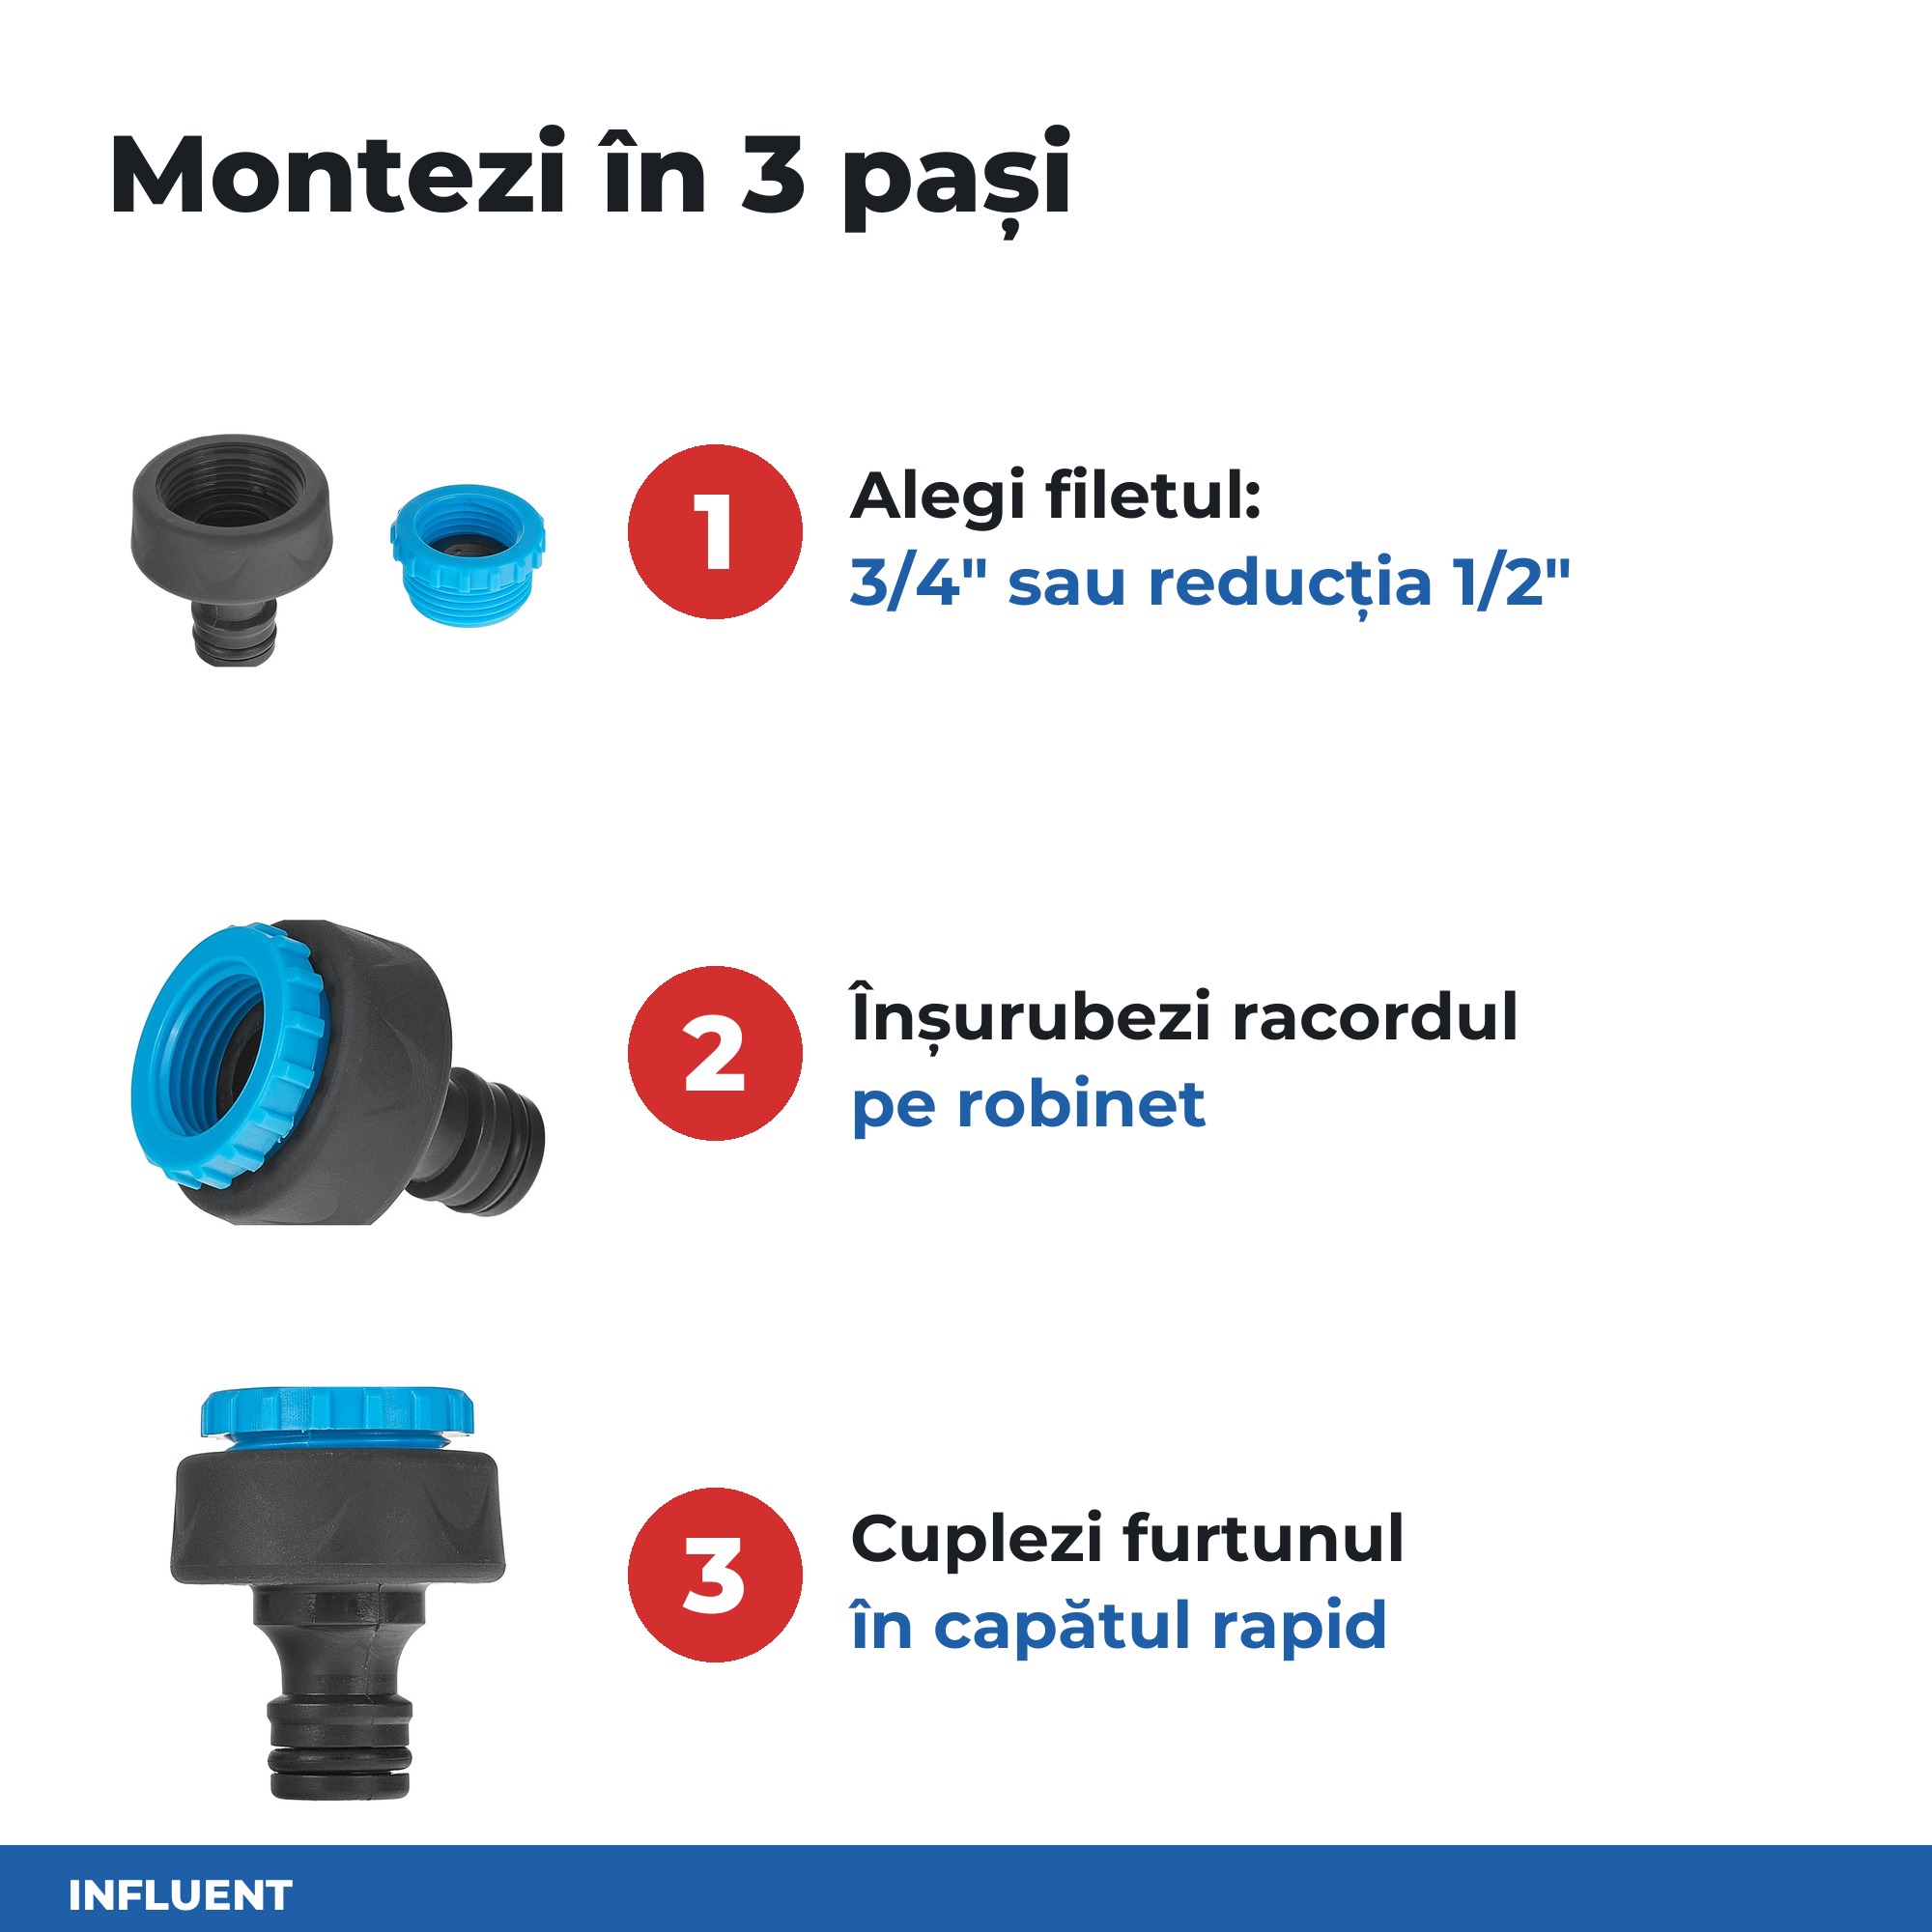 Montezi în 3 pași
1
Alegi filetul:
3/4" sau reducția 1/2"
2
Înșurubezi racordul
pe robinet
3
Cuplezi furtunul
în capătul rapid
INFLUENT